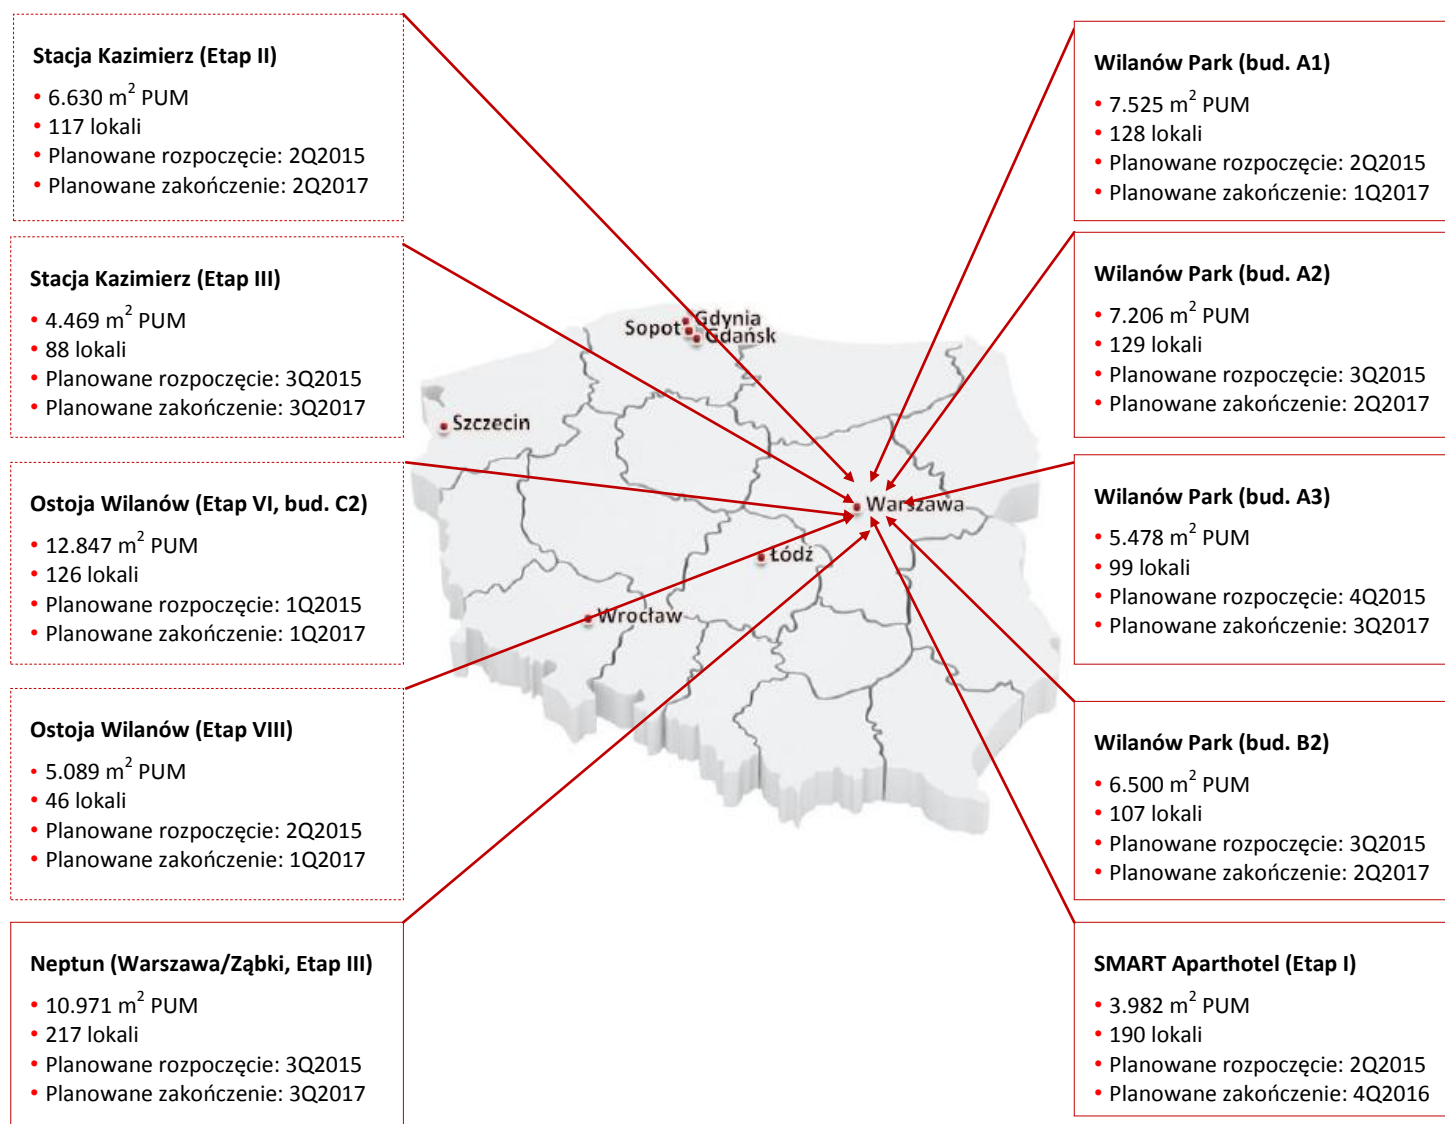 Stacja Kazimierz (Etap II)
• 6.630 m² PUM
• 117 lokali
• Planowane rozpoczęcie: 2Q2015
• Planowane zakończenie: 2Q2017
Stacja Kazimierz (Etap III)
• 4.469 m² PUM
• 88 lokali
• Planowane rozpoczęcie: 3Q2015
• Planowane zakończenie: 3Q2017
Ostoja Wilanów (Etap VI, bud. C2)
• 12.847 m² PUM
• 126 lokali
• Planowane rozpoczęcie: 1Q2015
• Planowane zakończenie: 1Q2017
Ostoja Wilanów (Etap VIII)
• 5.089 m² PUM
• 46 lokali
• Planowane rozpoczęcie: 2Q2015
• Planowane zakończenie: 1Q2017
Neptun (Warszawa/Ząbki, Etap III)
• 10.971 m² PUM
• 217 lokali
• Planowane rozpoczęcie: 3Q2015
• Planowane zakończenie: 3Q2017
Gdynia
Sopot
Gdańsk
Szczecin
Warszawa
Łódź
Wrocław
Wilanów Park (bud. A1)
• 7.525 m² PUM
• 128 lokali
• Planowane rozpoczęcie: 2Q2015
• Planowane zakończenie: 1Q2017
Wilanów Park (bud. A2)
• 7.206 m² PUM
• 129 lokali
• Planowane rozpoczęcie: 3Q2015
• Planowane zakończenie: 2Q2017
Wilanów Park (bud. A3)
• 5.478 m² PUM
• 99 lokali
• Planowane rozpoczęcie: 4Q2015
• Planowane zakończenie: 3Q2017
Wilanów Park (bud. B2)
• 6.500 m² PUM
• 107 lokali
• Planowane rozpoczęcie: 3Q2015
• Planowane zakończenie: 2Q2017
SMART Aparthotel (Etap I)
• 3.982 m² PUM
• 190 lokali
• Planowane rozpoczęcie: 2Q2015
• Planowane zakończenie: 4Q2016